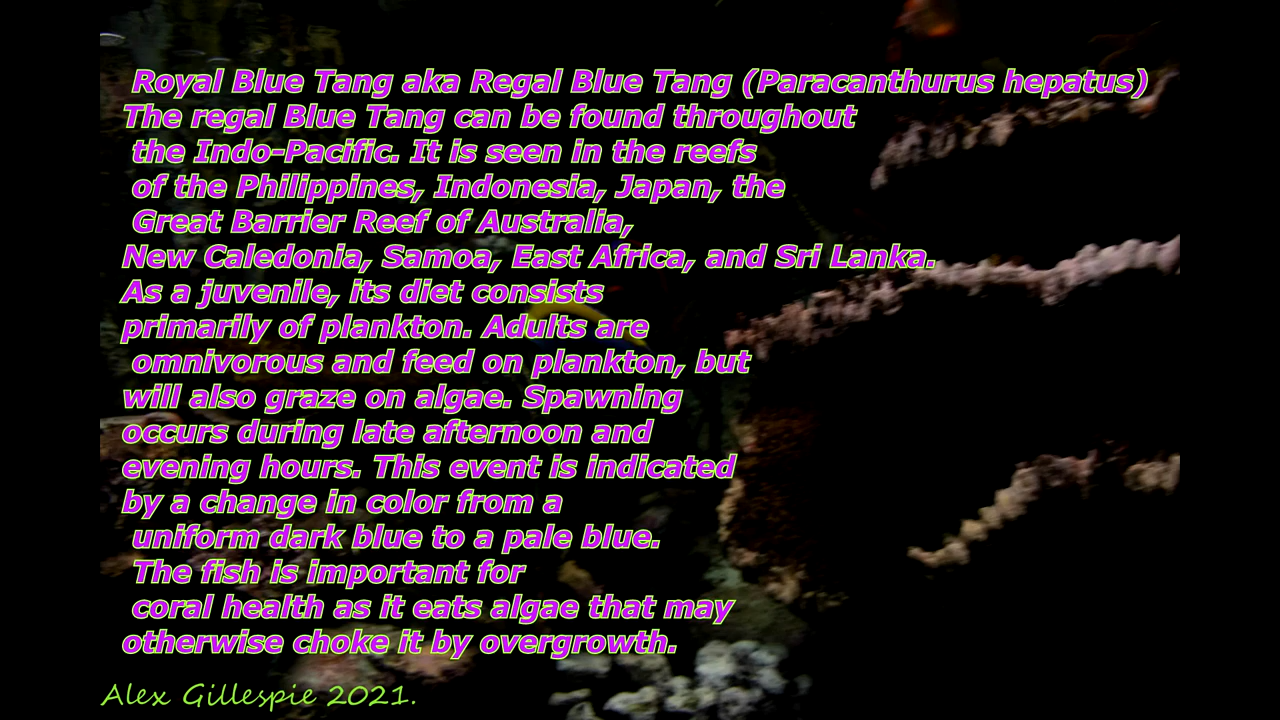 Royal Blue Tang aka Regal Blue Tang (Paracanthurus hepatus)
The regal Blue Tang can be found throughout
the Indo-Pacific. It is seen in the reefs
of the Philippines, Indonesia, Japan, the
Great Barrier Reef of Australia,
New Caledonia, Samoa, East Africa, and Sri Lanka.
As a juvenile, its diet consists
primarily of plankton. Adults are
omnivorous and feed on plankton, but
will also graze on algae. Spawning
occurs during late afternoon and
evening hours. This event is indicated
by a change in color from a
uniform dark blue to a pale blue.
The fish is important for
coral health as it eats algae that may
otherwise choke it by overgrowth.
Alex Gillespie 2021.